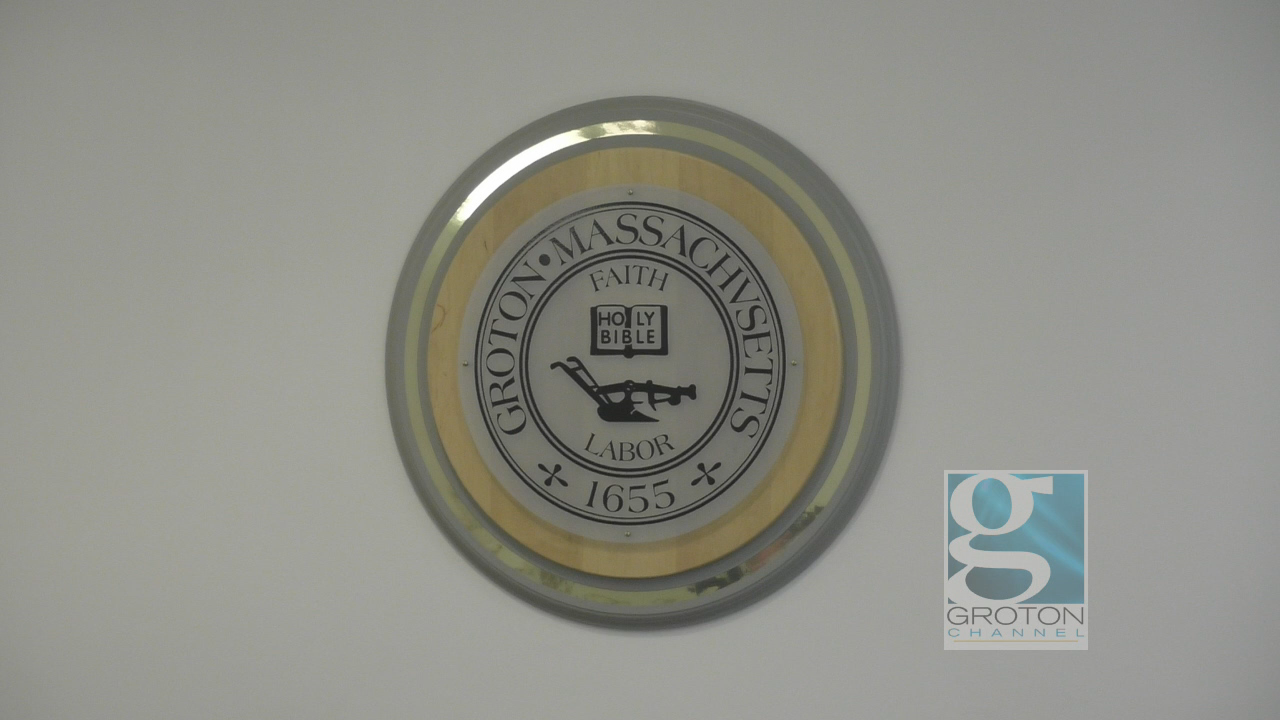 GROTON • MASSACHVSETTS
FAITH
HOLY
BIBLE
LABOR
1655
g
GROTON
CHANNEL